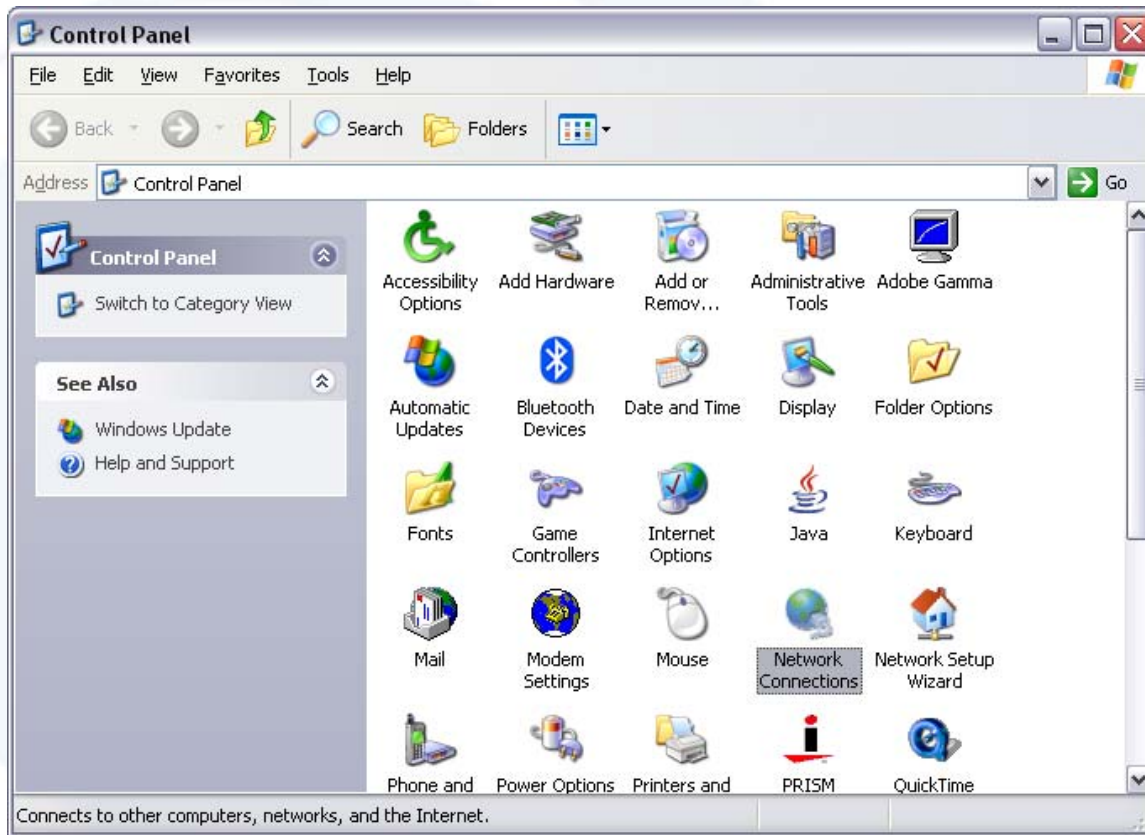 Control Panel
File Edit View Favorites Tools Help
Back Search Folders
Address Control Panel Go
Control Panel
Switch to Category View
See Also
Windows Update
Help and Support
Accessibility Options
Add Hardware
Add or Remov...
Administrative Tools
Adobe Gamma
Automatic Updates
Bluetooth Devices
Date and Time
Display
Folder Options
Fonts
Game Controllers
Internet Options
Java
Keyboard
Mail
Modem Settings
Mouse
Network Connections
Network Setup Wizard
Phone and
Power Options
Printers and
PRISM
QuickTime
Connects to other computers, networks, and the Internet.